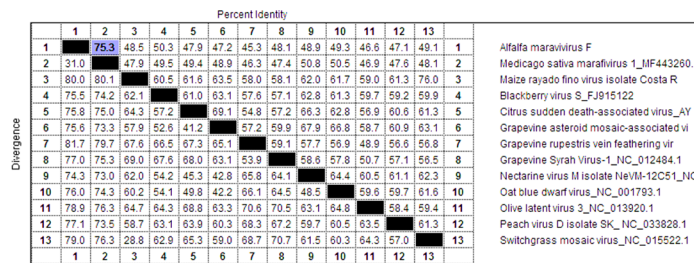 Percent Identity
1 2 3 4 5 6 7 8 9 10 11 12 13
1 75.3 48.5 50.3 47.9 47.2 45.3 48.1 48.9 49.3 46.6 47.1 49.1 1 Alfalfa maravirus F
2 31.0 47.9 49.5 49.4 48.9 46.3 47.4 50.8 50.5 46.9 47.6 48.1 2 Medicago sativa marafivirus 1_MF443260.
3 80.0 80.1 60.5 61.6 63.5 58.0 58.1 62.0 61.7 59.0 61.3 76.0 3 Maize rayado fino virus isolate Costa R
4 75.5 74.2 62.1 61.0 63.1 57.6 57.1 62.8 61.3 59.7 59.2 59.9 4 Blackberry virus S_FJ915122
5 75.8 75.0 64.3 57.2 69.1 54.8 57.2 66.3 62.8 56.9 60.6 61.3 5 Citrus sudden death-associated virus_AY
6 75.6 73.3 57.9 52.6 41.2 57.2 59.9 67.9 66.8 58.7 60.9 63.1 6 Grapevine asteroid mosaic-associated vi
7 81.7 79.7 67.6 66.5 67.3 65.5 59.1 57.7 56.9 48.9 56.6 56.8 7 Grapevine rupestris vein feathering vir
8 77.0 75.3 69.0 67.6 68.0 63.1 53.9 58.6 57.8 50.7 57.1 56.5 8 Grapevine Syrah Virus-1_NC_012484.1
9 74.3 73.0 62.0 54.2 45.3 42.8 65.8 64.1 64.4 60.5 61.1 62.3 9 Nectarine virus M isolate NeVM-12C51_NC
10 76.0 74.3 60.2 54.1 49.8 42.2 66.1 64.5 48.5 59.6 59.7 61.6 10 Oat blue dwarf virus_NC_001793.1
11 78.9 76.3 64.7 64.3 68.8 63.3 70.6 70.5 63.1 64.8 58.4 59.4 11 Olive latent virus 3_NC_013920.1
12 77.1 73.5 58.7 63.1 63.9 60.3 68.3 67.2 59.7 60.5 63.5 61.3 12 Peach virus D isolate SK_ NC_033828.1
13 79.0 76.3 28.8 62.9 65.3 59.0 68.7 70.7 61.5 60.3 64.3 57.0 13 Switchgrass mosaic virus_NC_015522.1
1 2 3 4 5 6 7 8 9 10 11 12 13
Divergence